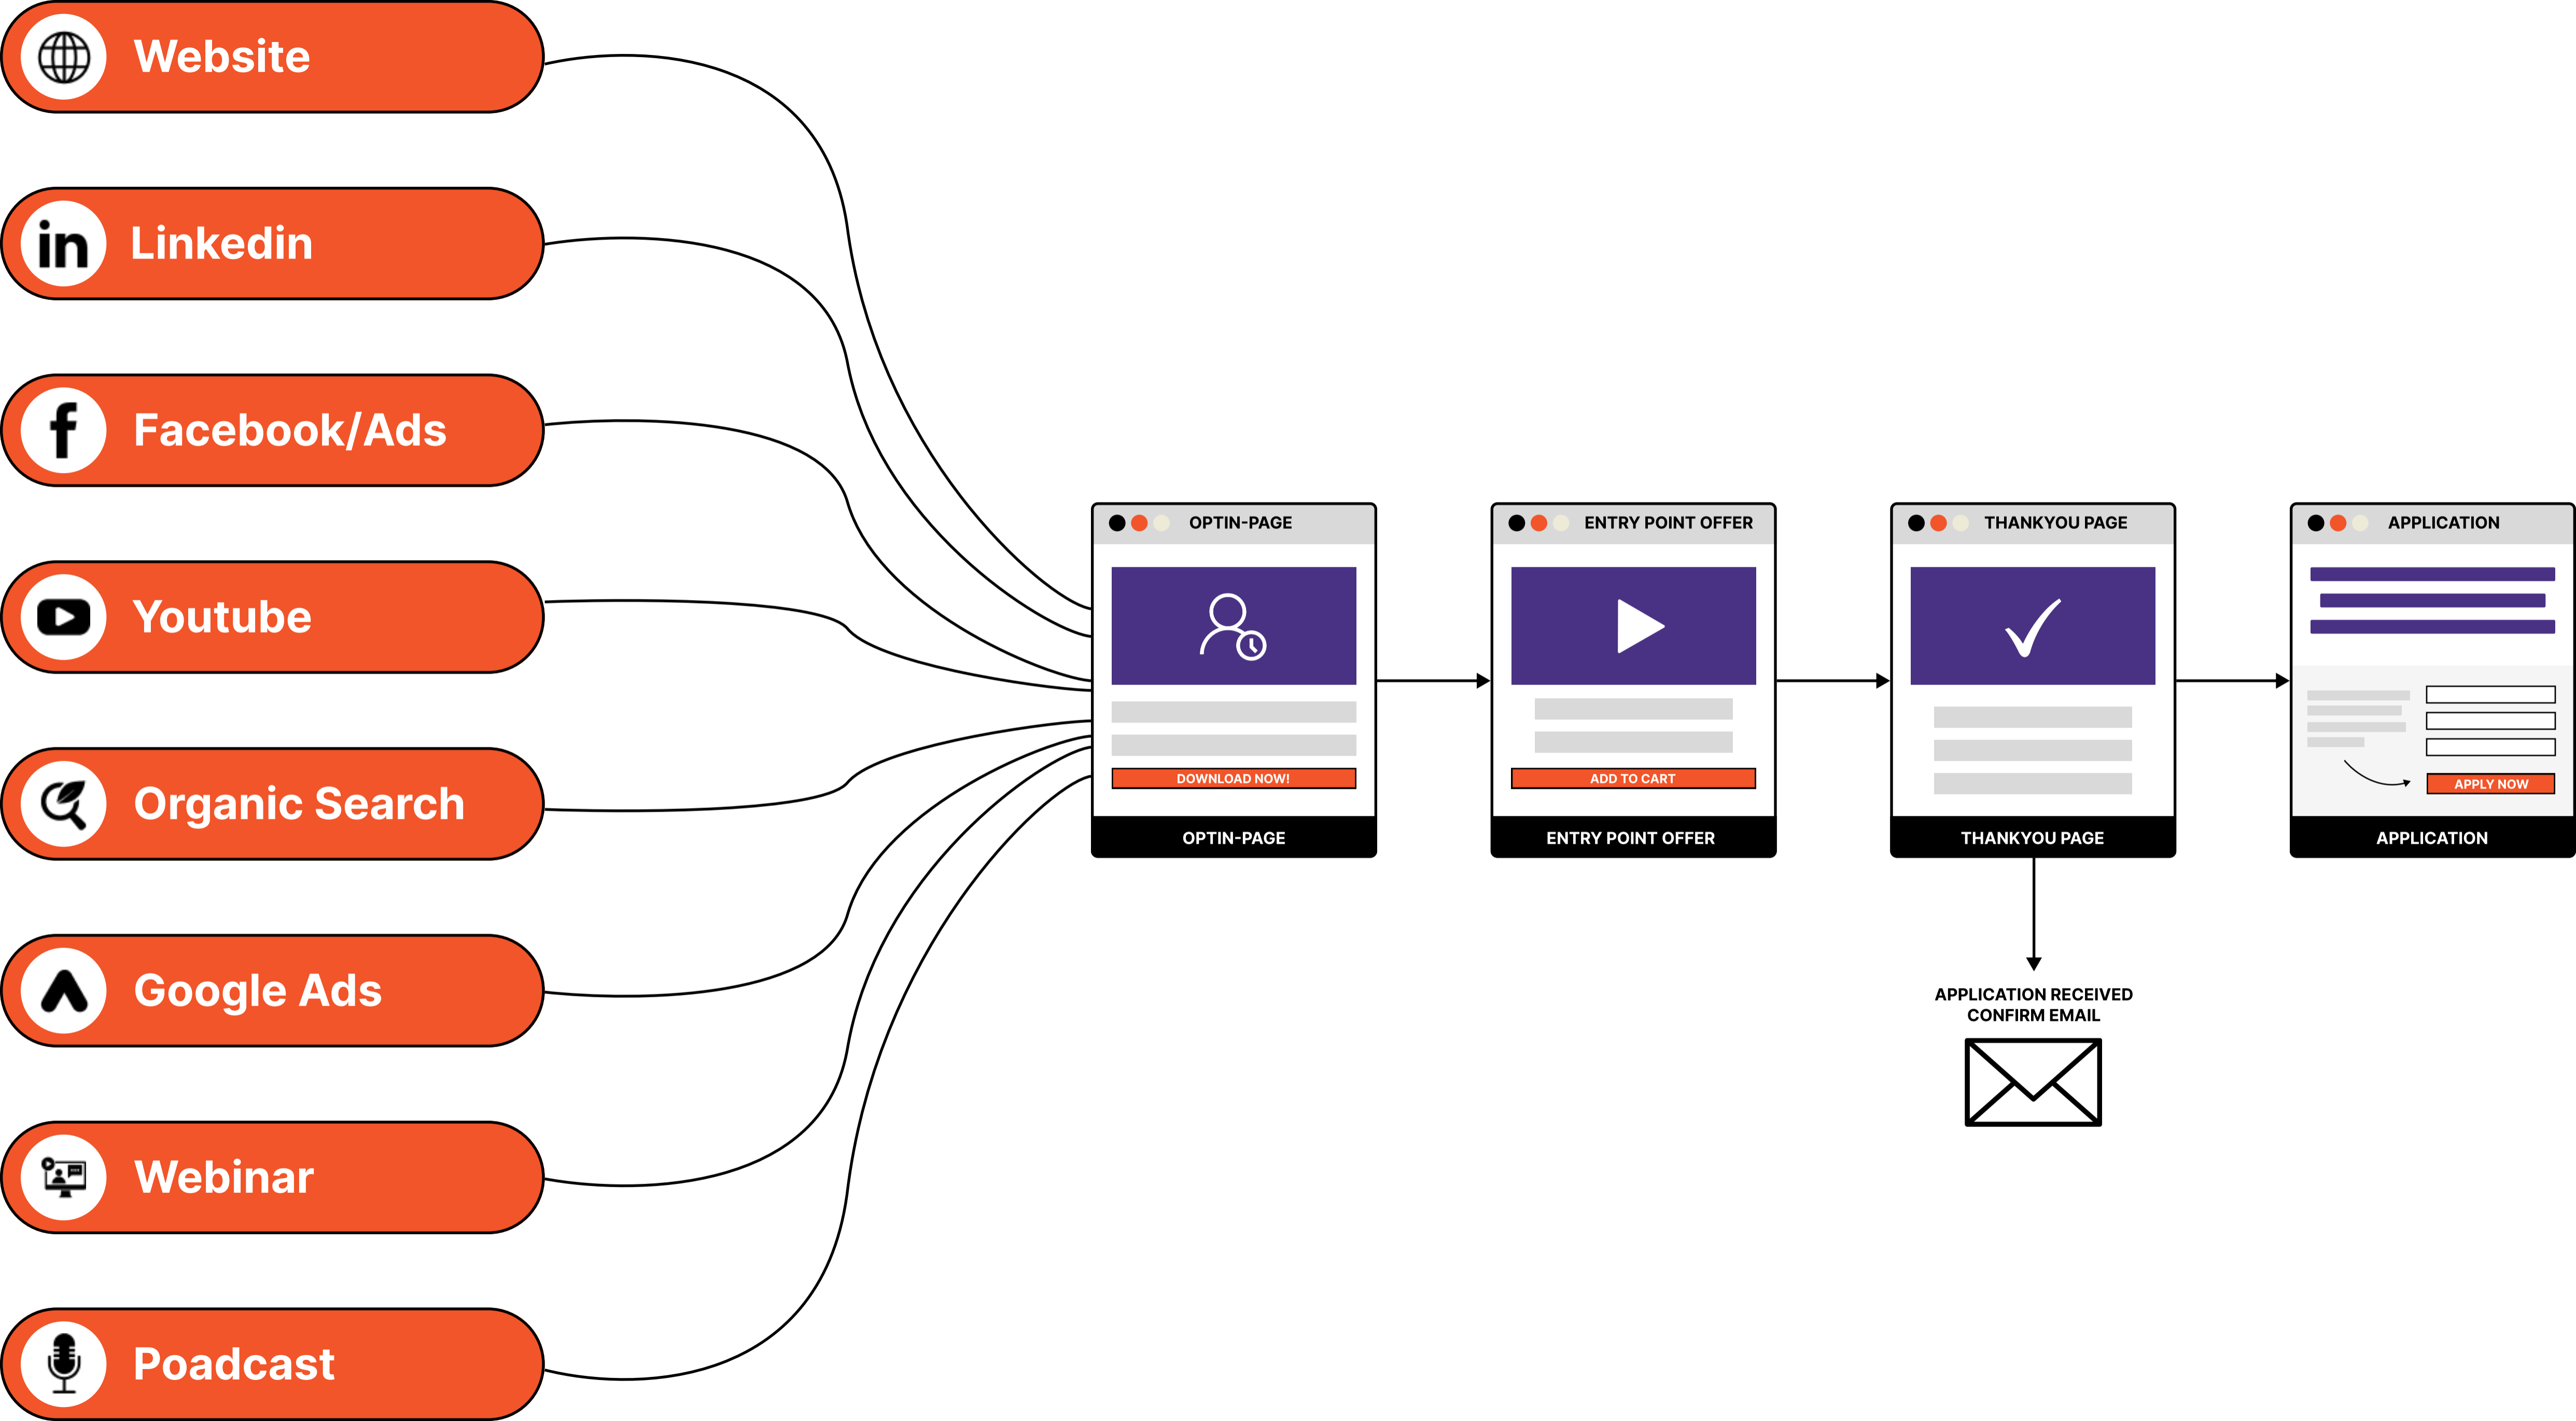 Website
Linkedin
Facebook/Ads
Youtube
Organic Search
Google Ads
Webinar
Poadcast
OPTIN-PAGE
DOWNLOAD NOW!
OPTIN-PAGE
ENTRY POINT OFFER
ADD TO CART
ENTRY POINT OFFER
THANKYOU PAGE
THANKYOU PAGE
APPLICATION RECEIVED
CONFIRM EMAIL
APPLICATION
APPLY NOW
APPLICATION